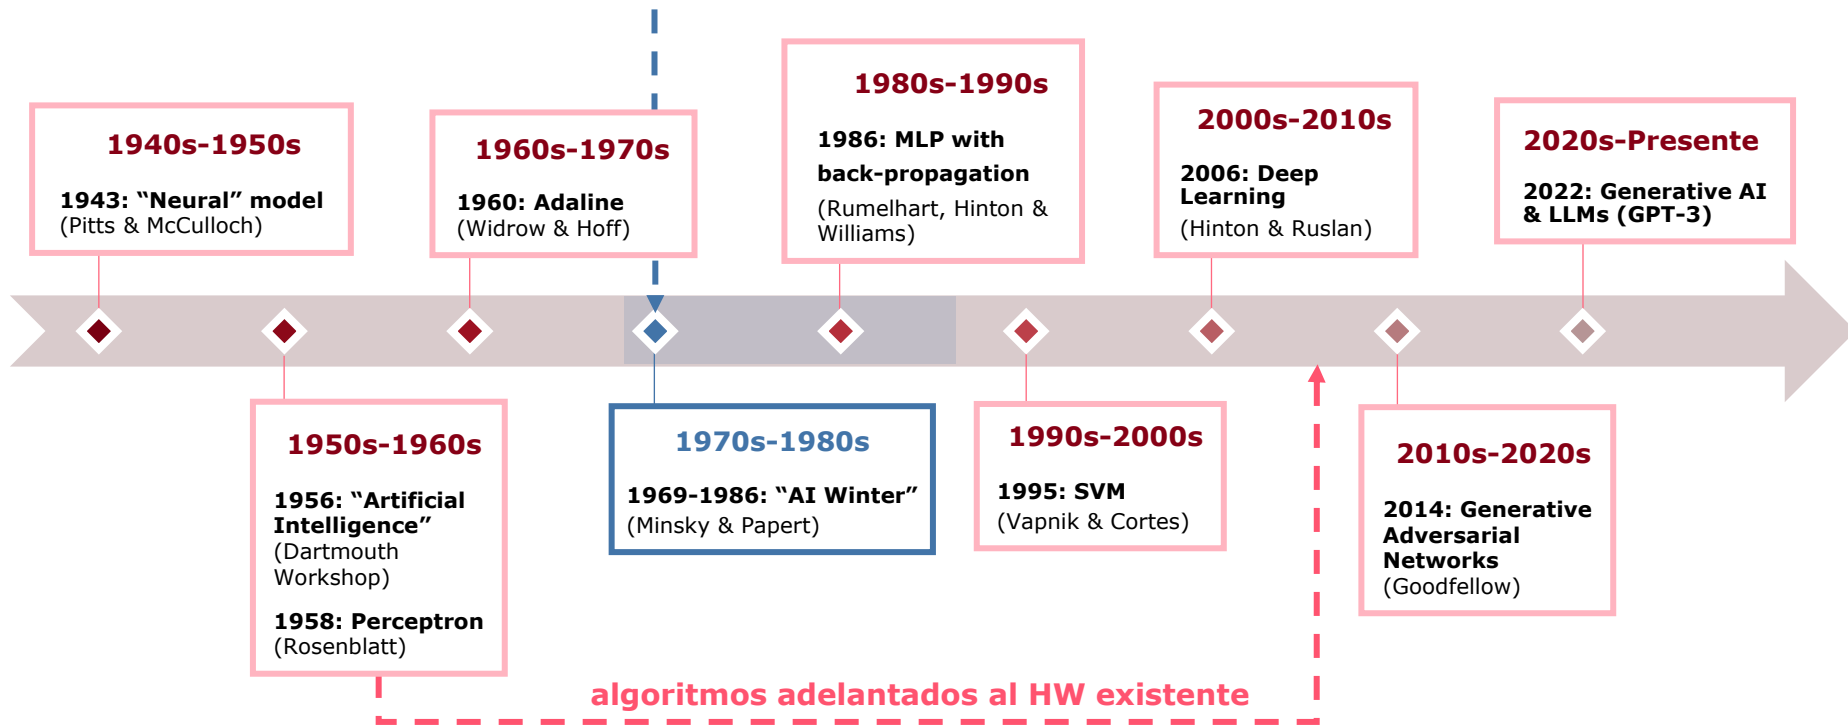 1940s-1950s
1943: “Neural” model
(Pitts & McCulloch)
1950s-1960s
1956: “Artificial
Intelligence”
(Dartmouth
Workshop)
1958: Perceptron
(Rosenblatt)
1960s-1970s
1960: Adaline
(Widrow & Hoff)
1970s-1980s
1969-1986: “AI Winter”
(Minsky & Papert)
1980s-1990s
1986: MLP with
back-propagation
(Rumelhart, Hinton &
Williams)
1990s-2000s
1995: SVM
(Vapnik & Cortes)
2000s-2010s
2006: Deep
Learning
(Hinton & Ruslan)
2010s-2020s
2014: Generative
Adversarial
Networks
(Goodfellow)
2020s-Presente
2022: Generative AI
& LLMs (GPT-3)
algoritmos adelantados al HW existente